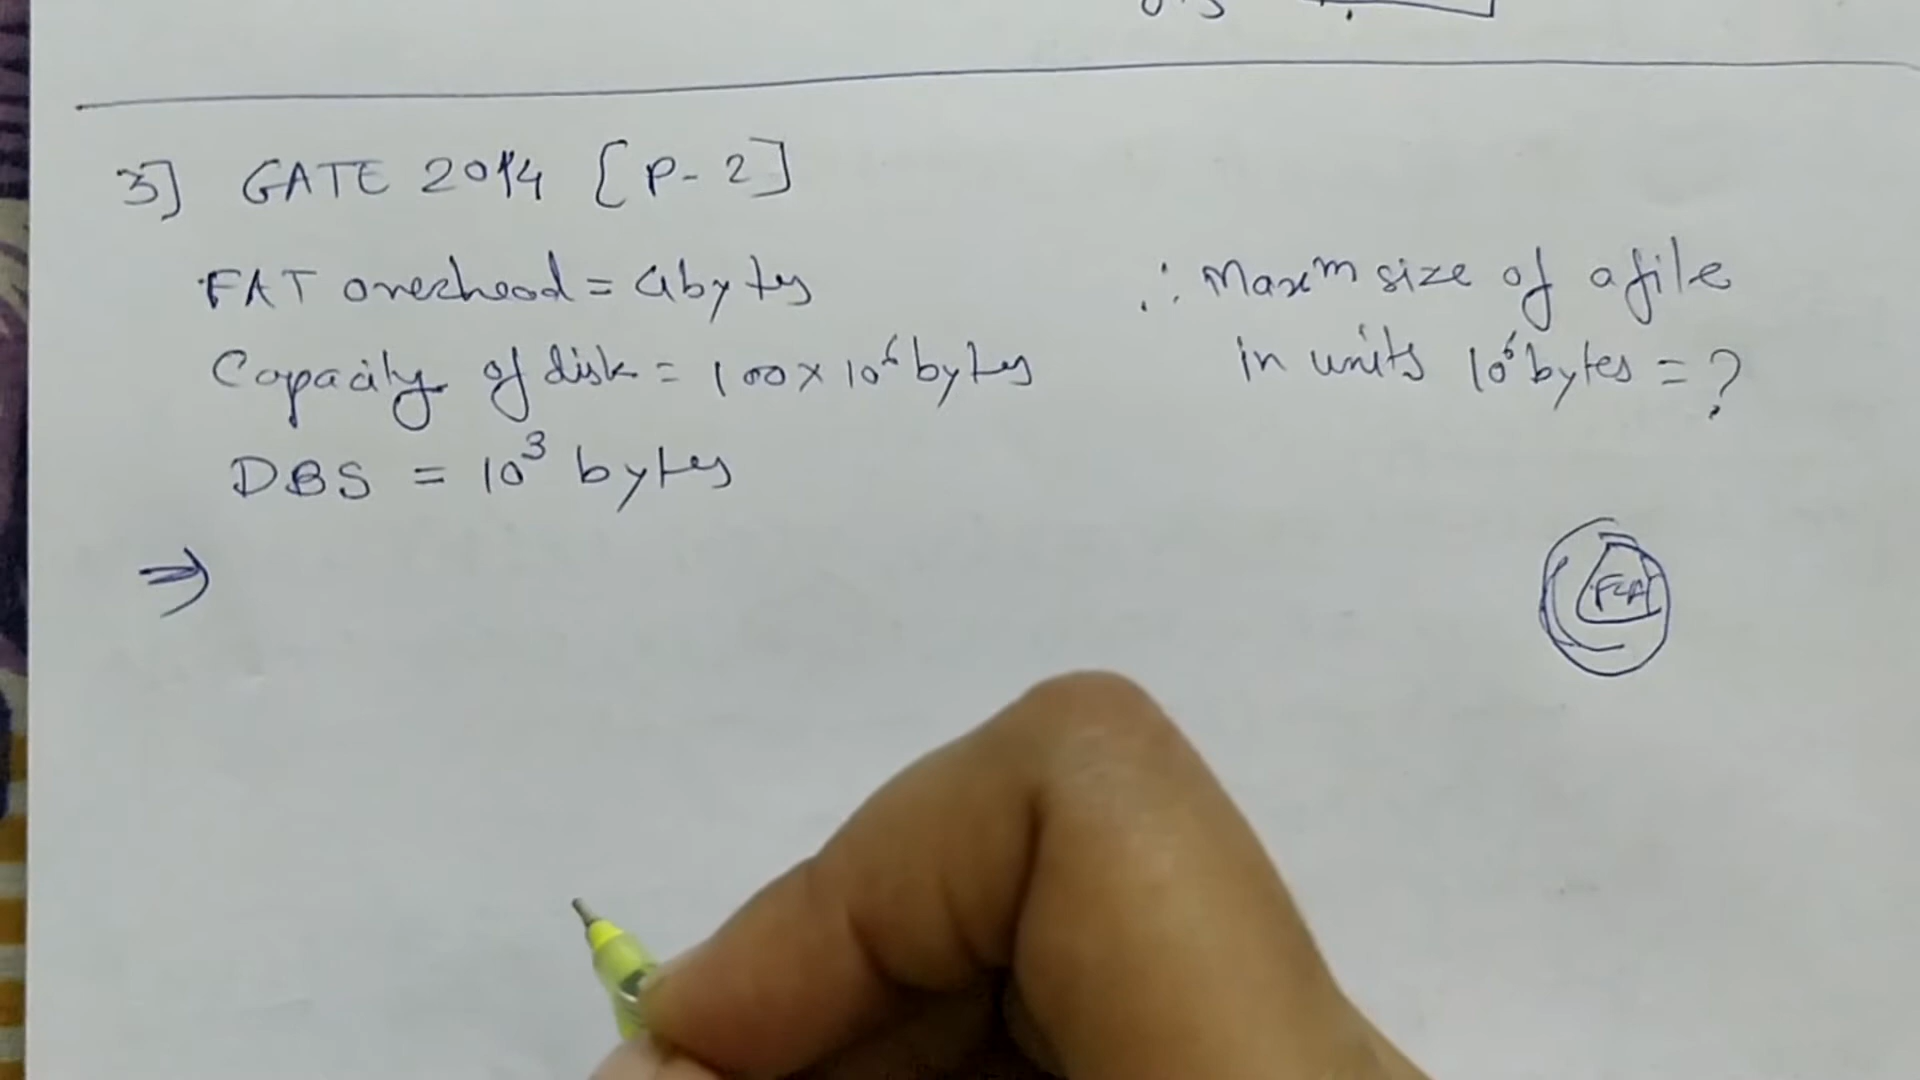 3] GATE 2014 [P-2]
FAT overhead = 4bytes
Capacity of disk = 100 x 10⁶ bytes
DBS = 10³ bytes
∴ Maxᵐ size of a file
in units 10⁶ bytes = ?
⇒